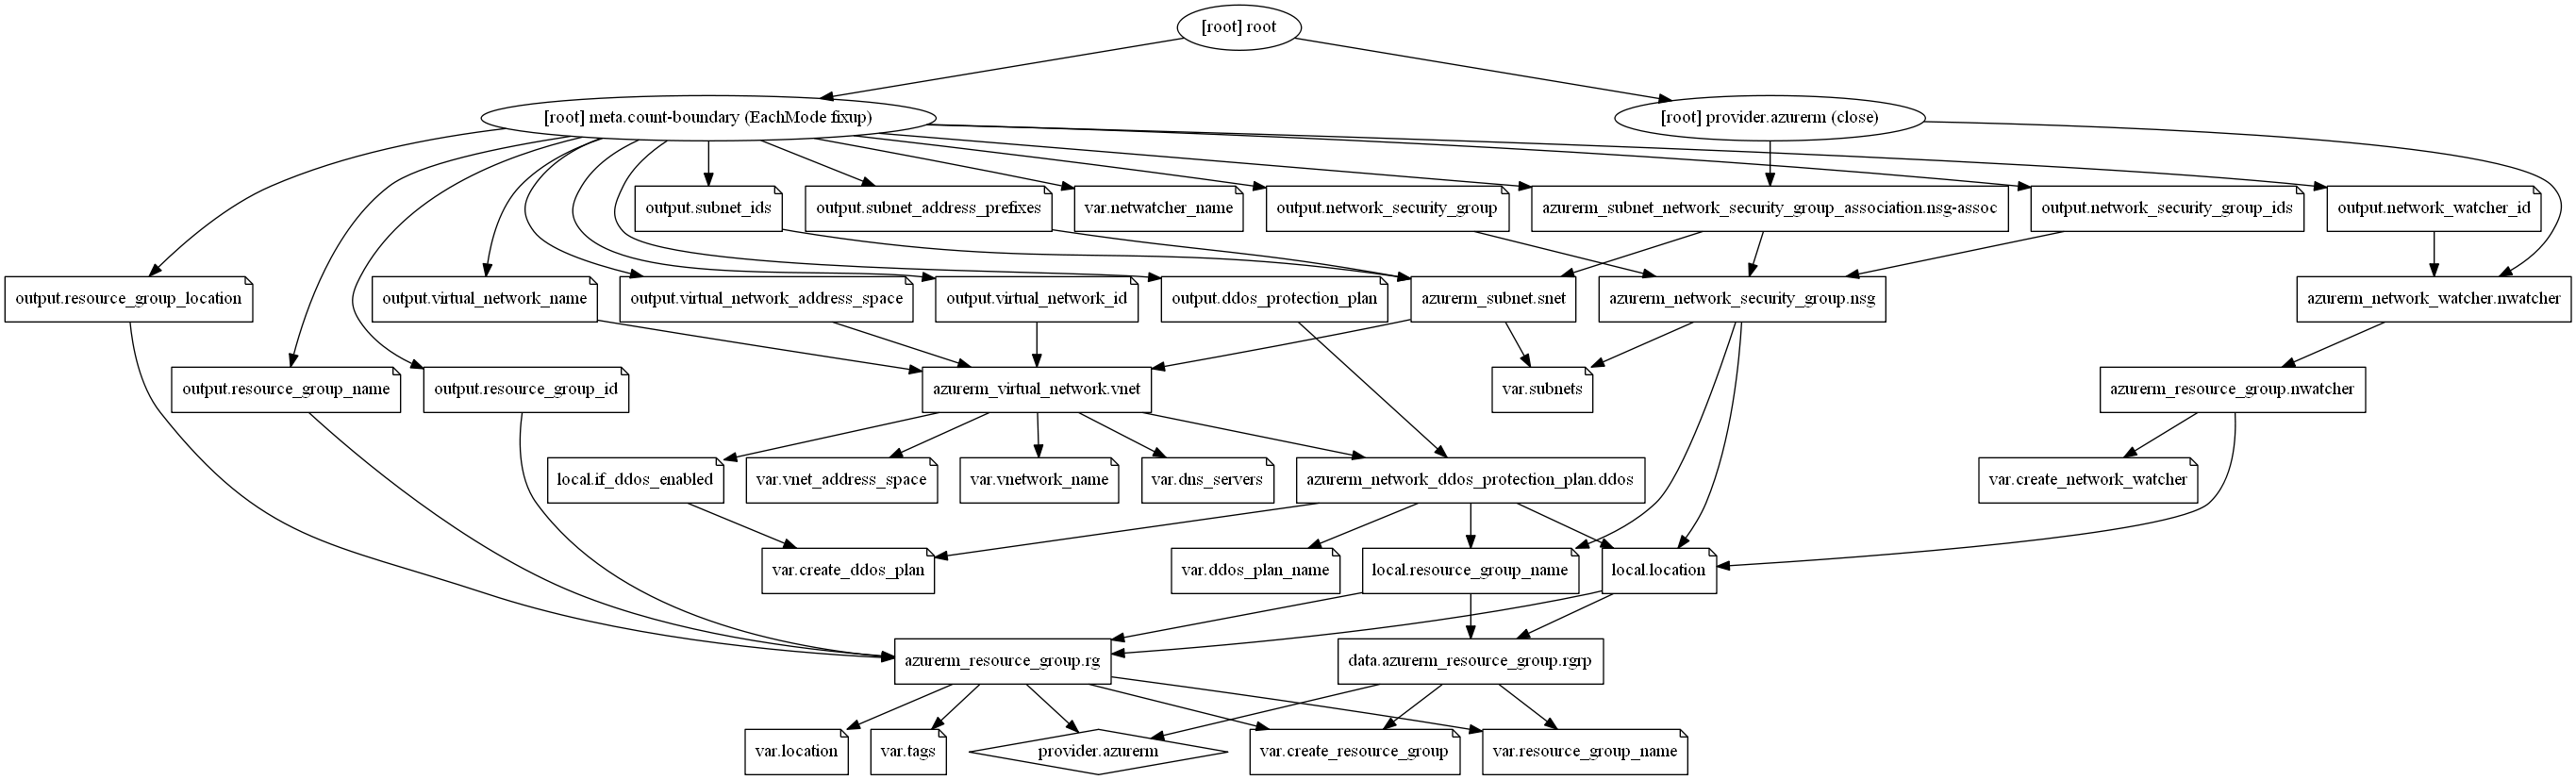 [root] root
[root] meta.count-boundary (EachMode fixup)
[root] provider.azurerm (close)
output.subnet_ids
output.subnet_address_prefixes
var.netwatcher_name
output.network_security_group
azurerm_subnet_network_security_group_association.nsg-assoc
output.network_security_group_ids
output.network_watcher_id
output.resource_group_location
output.virtual_network_name
output.virtual_network_address_space
output.virtual_network_id
output.ddos_protection_plan
azurerm_subnet.snet
azurerm_network_security_group.nsg
azurerm_network_watcher.nwatcher
output.resource_group_name
output.resource_group_id
azurerm_virtual_network.vnet
var.subnets
azurerm_resource_group.nwatcher
local.if_ddos_enabled
var.vnet_address_space
var.vnetwork_name
var.dns_servers
azurerm_network_ddos_protection_plan.ddos
var.create_network_watcher
var.create_ddos_plan
var.ddos_plan_name
local.resource_group_name
local.location
azurerm_resource_group.rg
data.azurerm_resource_group.rgrp
var.location
var.tags
provider.azurerm
var.create_resource_group
var.resource_group_name